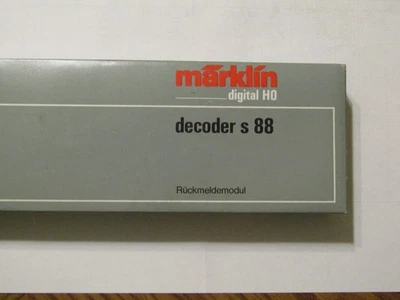 märklin
digital HO
decoder s 88
Rückmeldemodul